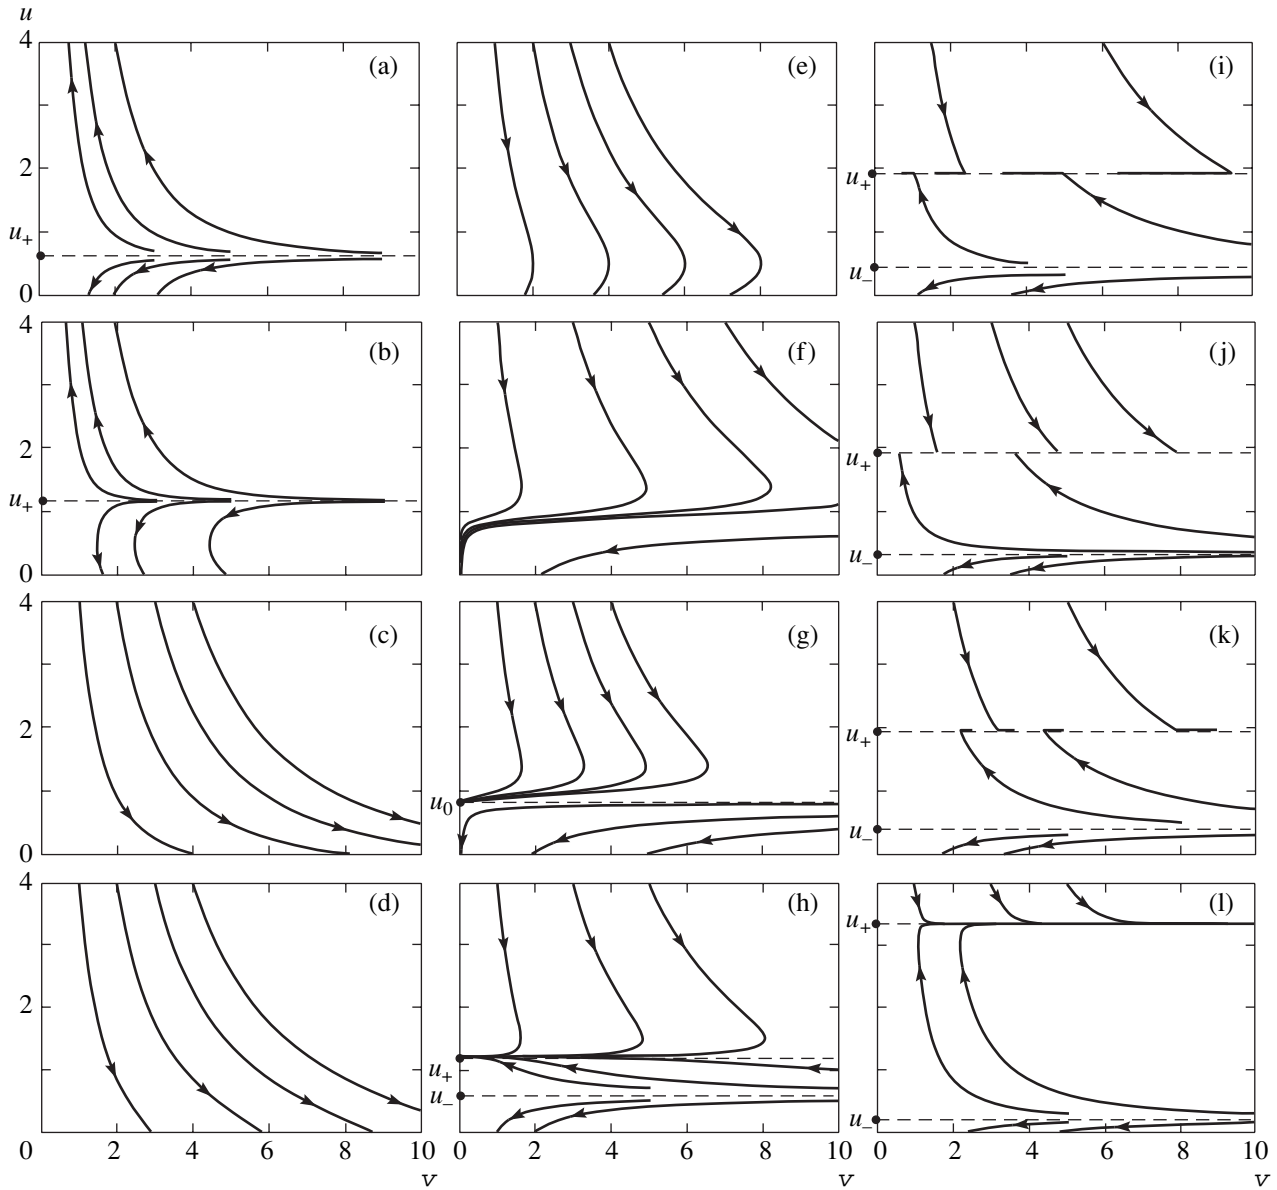 u
4 (a) (e) (i)
2
u₊ u₊
u₋
0
4 (b) (f) (j)
2
u₊ u₊
u₋
0
4 (c) (g) (k)
2
u₊
u₀ u₋
0
4 (d) (h) (l)
u₊
2
u₊
u₋ u₋
0 2 4 6 8 10 0 2 4 6 8 10 0 2 4 6 8 10
v v v